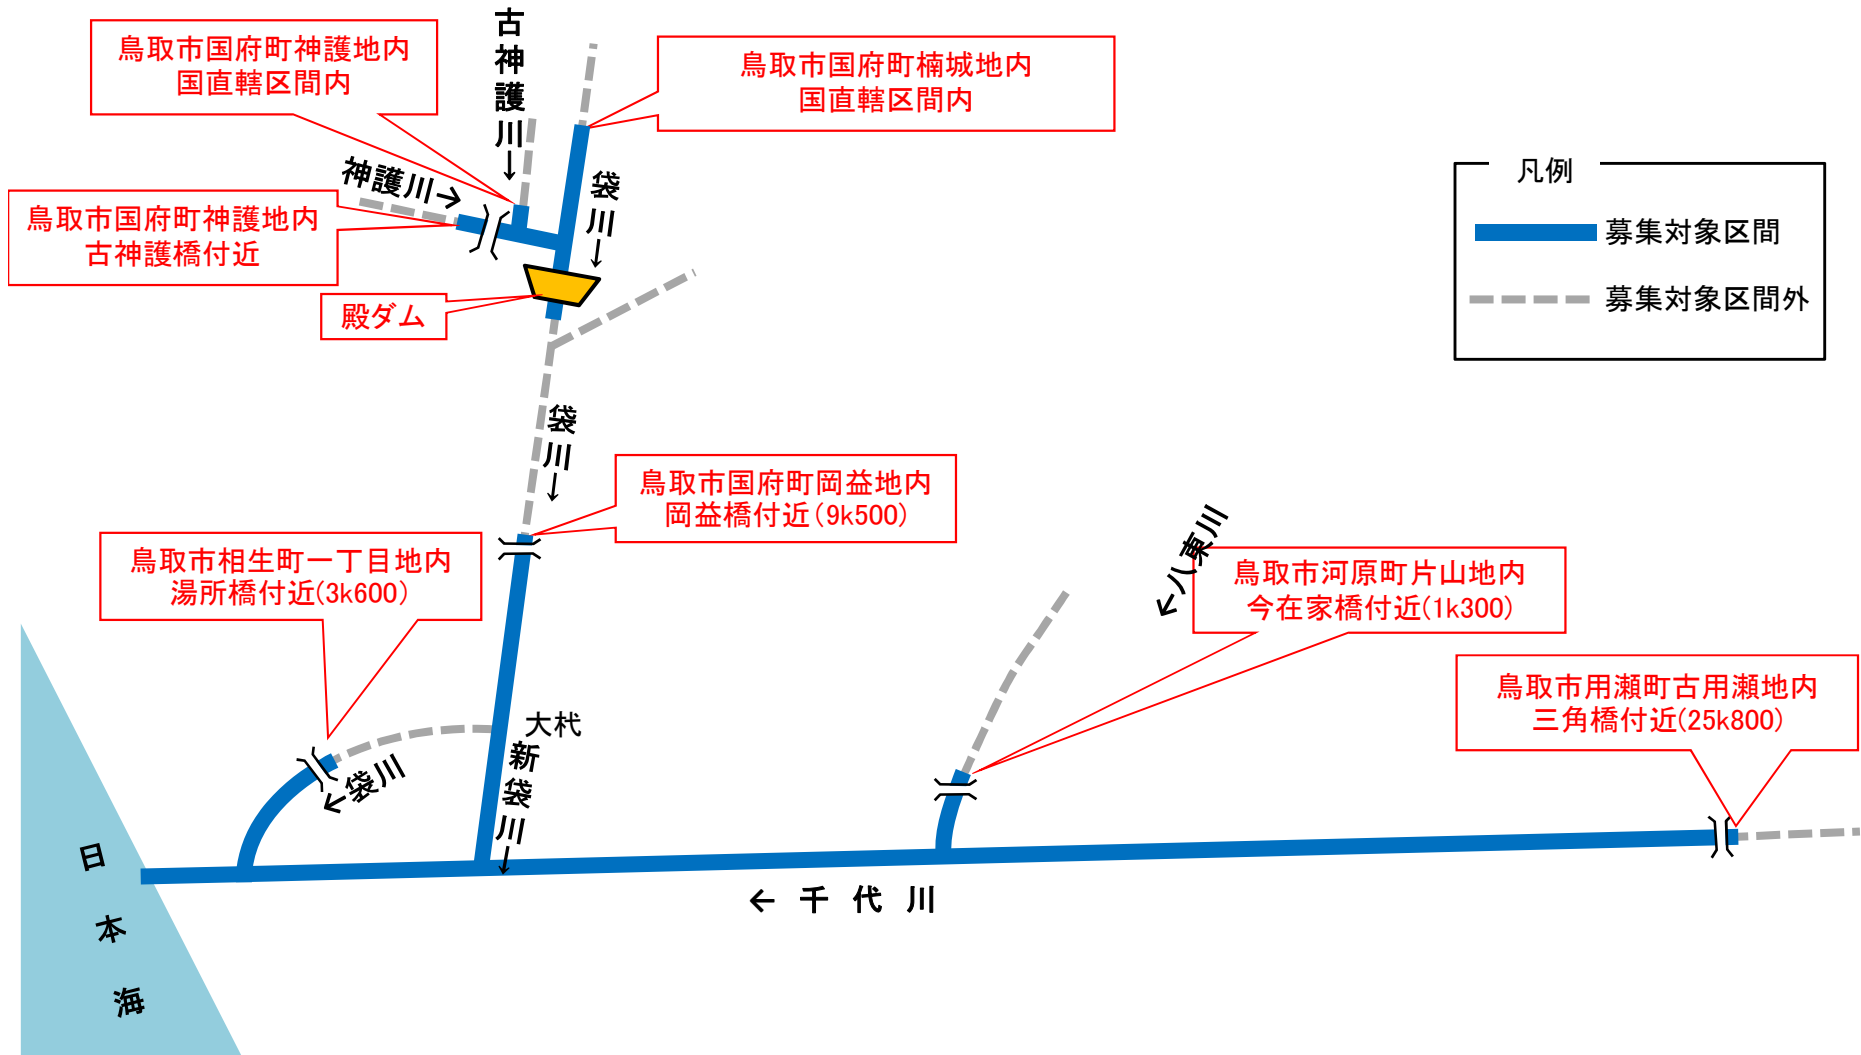 古神護川→
鳥取市国府町神護地内
国直轄区間内
鳥取市国府町楠城地内
国直轄区間内
神護川→
袋川→
鳥取市国府町神護地内
古神護橋付近
殿ダム
凡例
募集対象区間
募集対象区間外
袋川→
鳥取市国府町岡益地内
岡益橋付近(9k500)
鳥取市相生町一丁目地内
湯所橋付近(3k600)
←八東川
鳥取市河原町片山地内
今在家橋付近(1k300)
鳥取市用瀬町古用瀬地内
三角橋付近(25k800)
大杙
新袋川→
←袋川
← 千代川
日本海